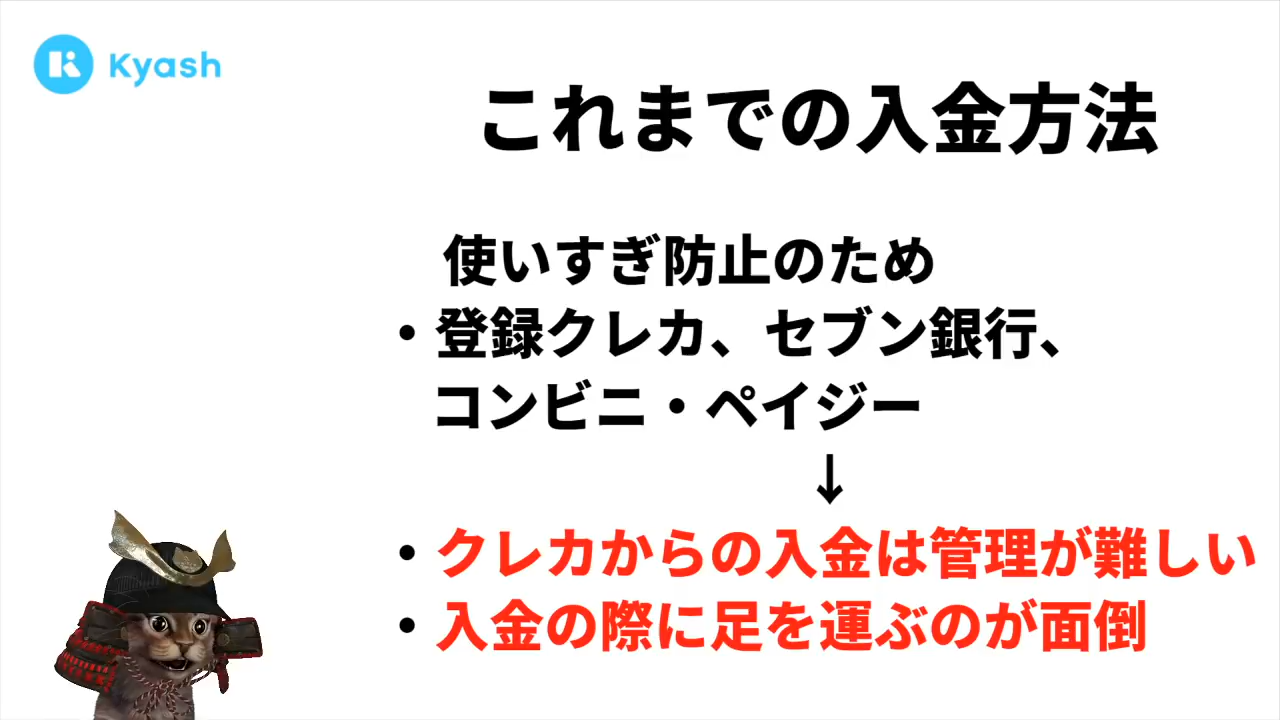 Kyash
これまでの入金方法
使いすぎ防止のため
・登録クレカ、セブン銀行、
コンビニ・ペイジー
↓
・クレカからの入金は管理が難しい
・入金の際に足を運ぶのが面倒